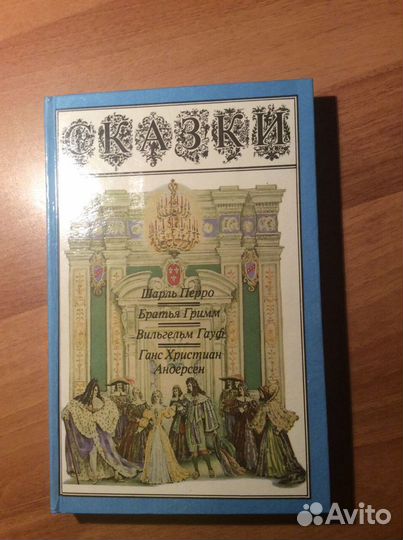 СКАЗКИ
Шарль Перро
Братья Гримм
Вильгельм Гауф
Ганс Христиан
Андерсен
Avito